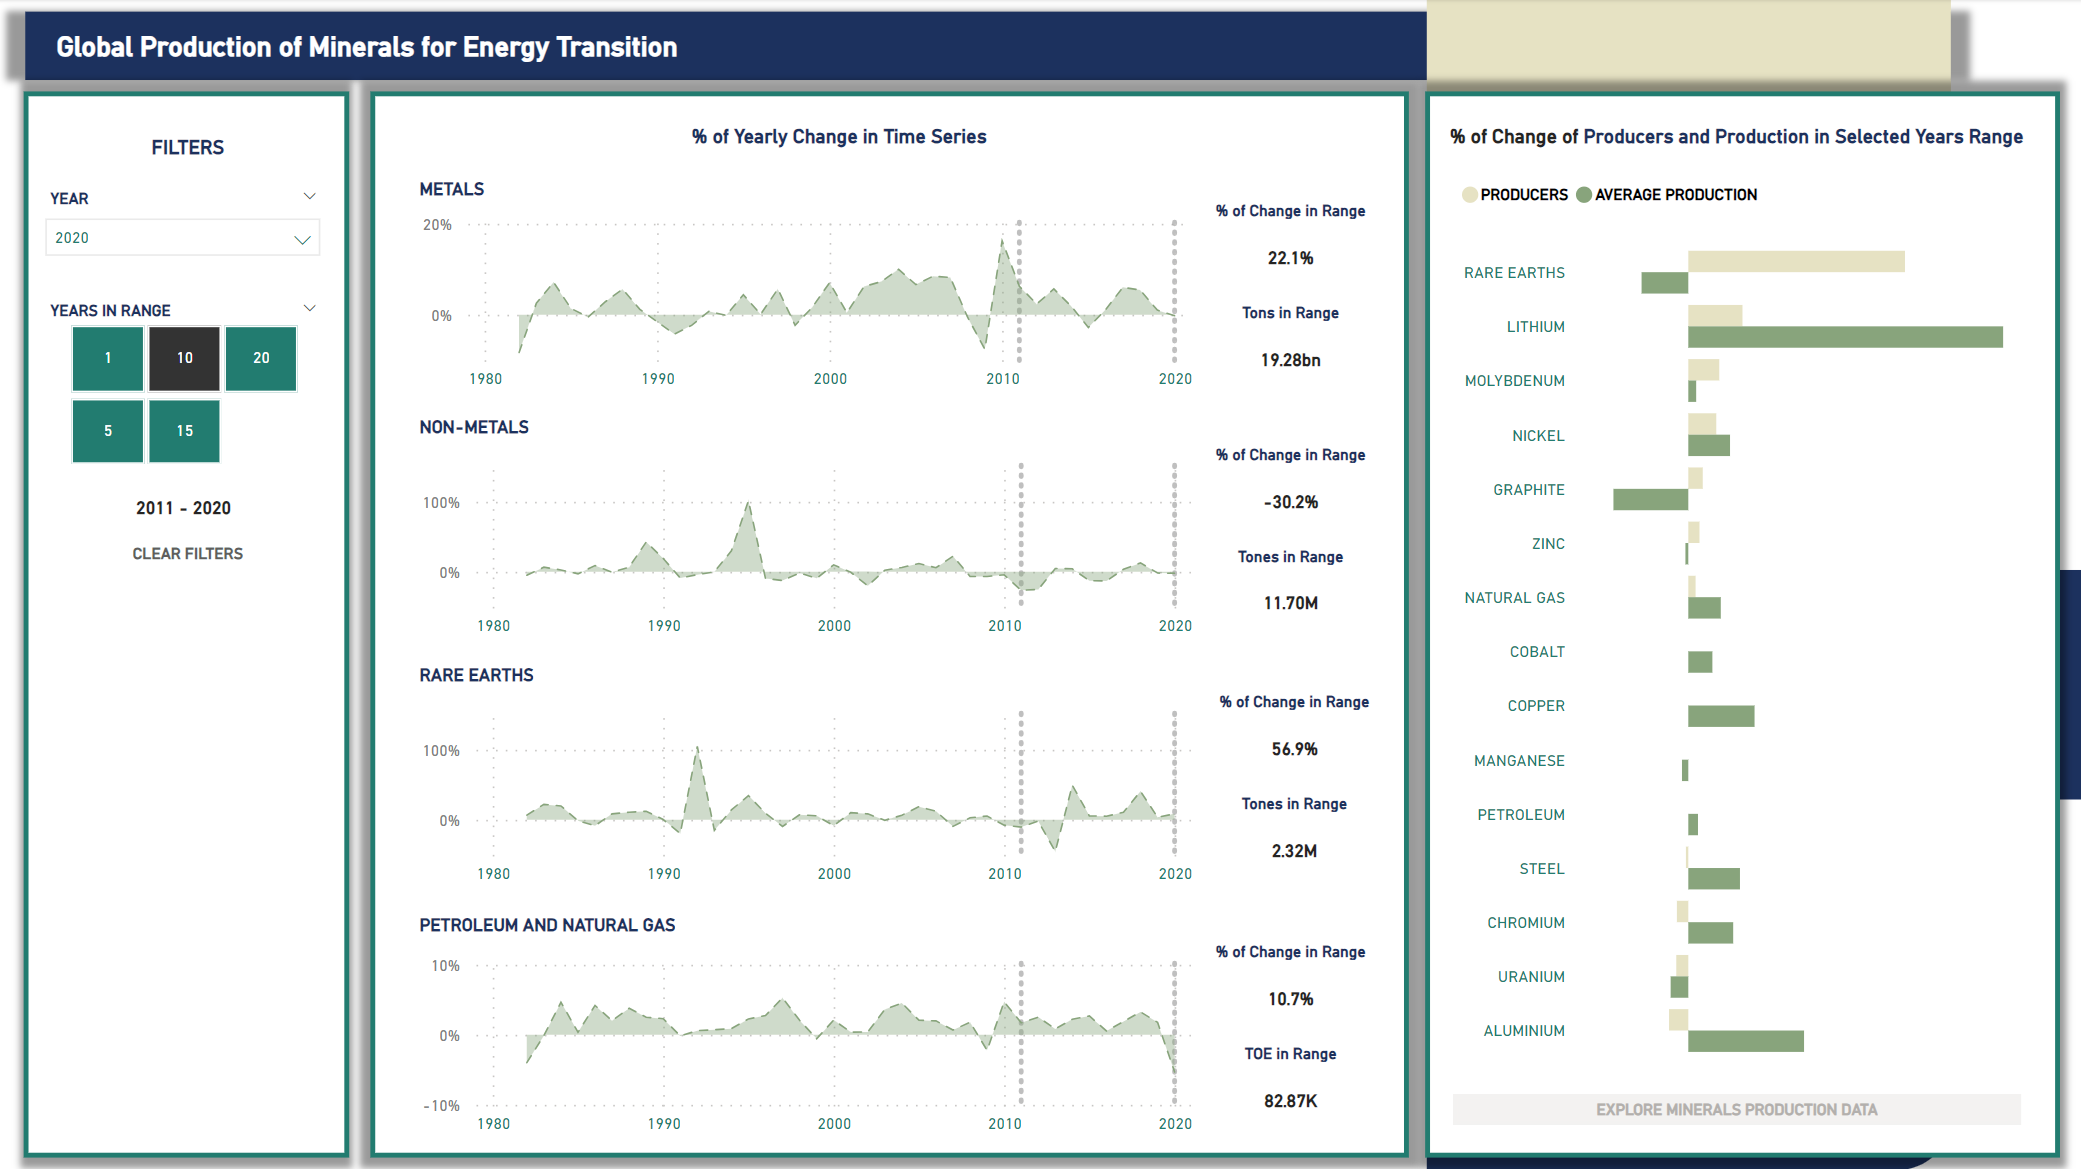 Global Production of Minerals for Energy Transition
FILTERS
YEAR
2020
YEARS IN RANGE
1 10 20
5 15
2011 - 2020
CLEAR FILTERS
% of Yearly Change in Time Series
METALS
20%
0%
1980 1990 2000 2010 2020
% of Change in Range
22.1%
Tons in Range
19.28bn
NON-METALS
100%
0%
1980 1990 2000 2010 2020
% of Change in Range
-30.2%
Tones in Range
11.70M
RARE EARTHS
100%
0%
1980 1990 2000 2010 2020
% of Change in Range
56.9%
Tones in Range
2.32M
PETROLEUM AND NATURAL GAS
10%
0%
-10%
1980 1990 2000 2010 2020
% of Change in Range
10.7%
TOE in Range
82.87K
% of Change of Producers and Production in Selected Years Range
PRODUCERS AVERAGE PRODUCTION
RARE EARTHS
LITHIUM
MOLYBDENUM
NICKEL
GRAPHITE
ZINC
NATURAL GAS
COBALT
COPPER
MANGANESE
PETROLEUM
STEEL
CHROMIUM
URANIUM
ALUMINIUM
EXPLORE MINERALS PRODUCTION DATA